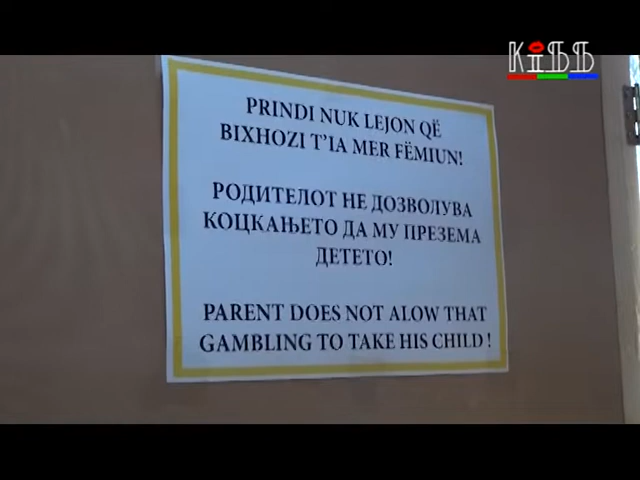 KISS
PRINDI NUK LEJON QË
BIXHOZI T'IA MER FËMIUN!
РОДИТЕЛОТ НЕ ДОЗВОЛУВА
КОЦКАЊЕТО ДА МУ ПРЕЗЕМА
ДЕТЕТО!
PARENT DOES NOT ALOW THAT
GAMBLING TO TAKE HIS CHILD !